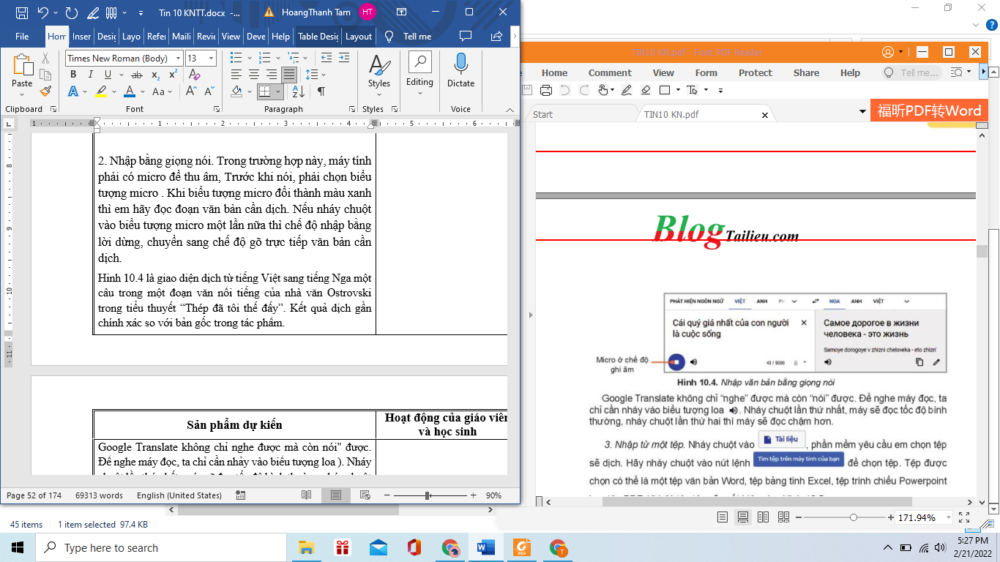 Tin 10 KNTT.docx -...
HoangThanh Tam
HT
File
Hom
Inser
Desig
Layo
Refer
Maili
Revie
View
Deve
Help
Table Desig
Layout
Tell me
Times New Roman (Body)
13
Paste
Styles
Editing
Dictate
Clipboard
Font
Paragraph
Styles
Voice
2. Nhập bằng giọng nói. Trong trường hợp này, máy tính
phải có micro để thu âm, Trước khi nói, phải chọn biểu
tượng micro . Khi biểu tượng micro đổi thành màu xanh
thì em hãy đọc đoạn văn bản cần dịch. Nếu nháy chuột
vào biểu tượng micro một lần nữa thì chế độ nhập bằng
lời dừng, chuyển sang chế độ gõ trực tiếp văn bản cần
dịch.
Hình 10.4 là giao diện dịch từ tiếng Việt sang tiếng Nga một
câu trong một đoạn văn nổi tiếng của nhà văn Ostrovski
trong tiểu thuyết “Thép đã tôi thế đấy”. Kết quả dịch gần
chính xác so với bản gốc trong tác phẩm.
Sản phẩm dự kiến
Hoạt động của giáo viên
và học sinh
Google Translate không chỉ nghe được mà còn nói" được.
Để nghe máy đọc, ta chỉ cần nhảy vào biểu tượng loa ). Nháy
Page 52 of 174
69313 words
English (United States)
90%
45 items
1 item selected 97.4 KB
TIN10 KN.pdf - Foxit PDF Reader
Home
Comment
View
Form
Protect
Share
Help
Tell me...
Start
TIN10 KN.pdf
福昕PDF转Word
Blog Tailieu.com
PHÁT HIỆN NGÔN NGỮ
VIỆT
ANH
NGA
ANH
VIỆT
Cái quý giá nhất của con người
là cuộc sống
43 / 5000
Самое дорогое в жизни
человека - это жизнь
Samoye dorogoye v zhizni cheloveka - eto zhizn'
Micro ở chế độ
ghi âm
Hình 10.4. Nhập văn bản bằng giọng nói
Google Translate không chỉ “nghe” được mà còn “nói” được. Để nghe máy đọc, ta
chỉ cần nháy vào biểu tượng loa . Nháy chuột lần thứ nhất, máy sẽ đọc tốc độ bình
thường, nháy chuột lần thứ hai thì máy sẽ đọc chậm hơn.
3. Nhập từ một tệp. Nháy chuột vào Tài liệu , phần mềm yêu cầu em chọn tệp
sẽ dịch. Hãy nháy chuột vào nút lệnh Tìm tệp trên máy tính của bạn để chọn tệp. Tệp được
chọn có thể là một tệp văn bản Word, tệp bảng tính Excel, tệp trình chiếu Powerpoint
171.94%
Type here to search
5:27 PM
2/21/2022